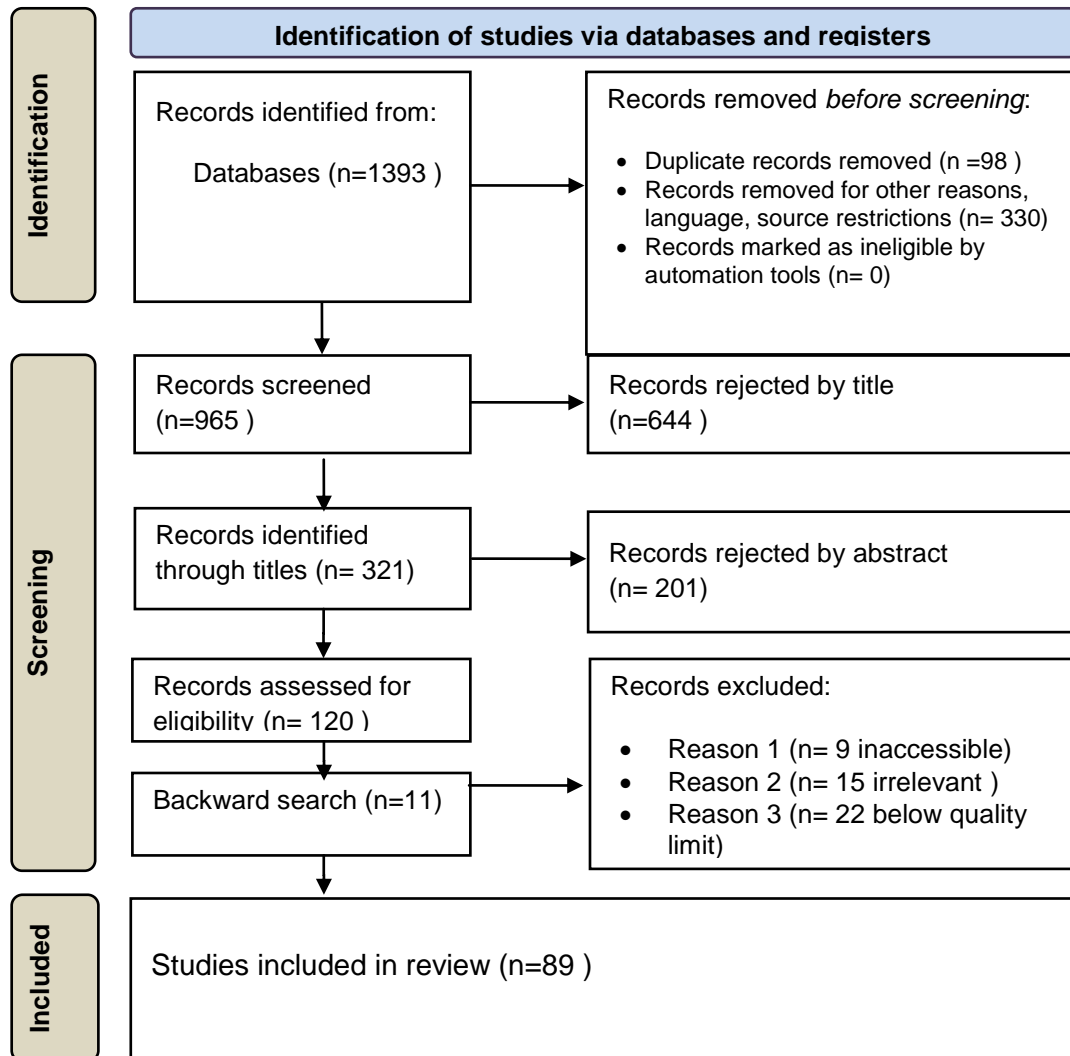 Identification of studies via databases and registers
Identification
Records identified from:
Databases (n=1393 )
Records removed before screening:
• Duplicate records removed (n =98 )
• Records removed for other reasons,
language, source restrictions (n= 330)
• Records marked as ineligible by
automation tools (n= 0)
Screening
Records screened
(n=965 )
Records rejected by title
(n=644 )
Records identified
through titles (n= 321)
Records rejected by abstract
(n= 201)
Records assessed for
eligibility (n= 120 )
Backward search (n=11)
Records excluded:
• Reason 1 (n= 9 inaccessible)
• Reason 2 (n= 15 irrelevant )
• Reason 3 (n= 22 below quality
limit)
Included
Studies included in review (n=89 )